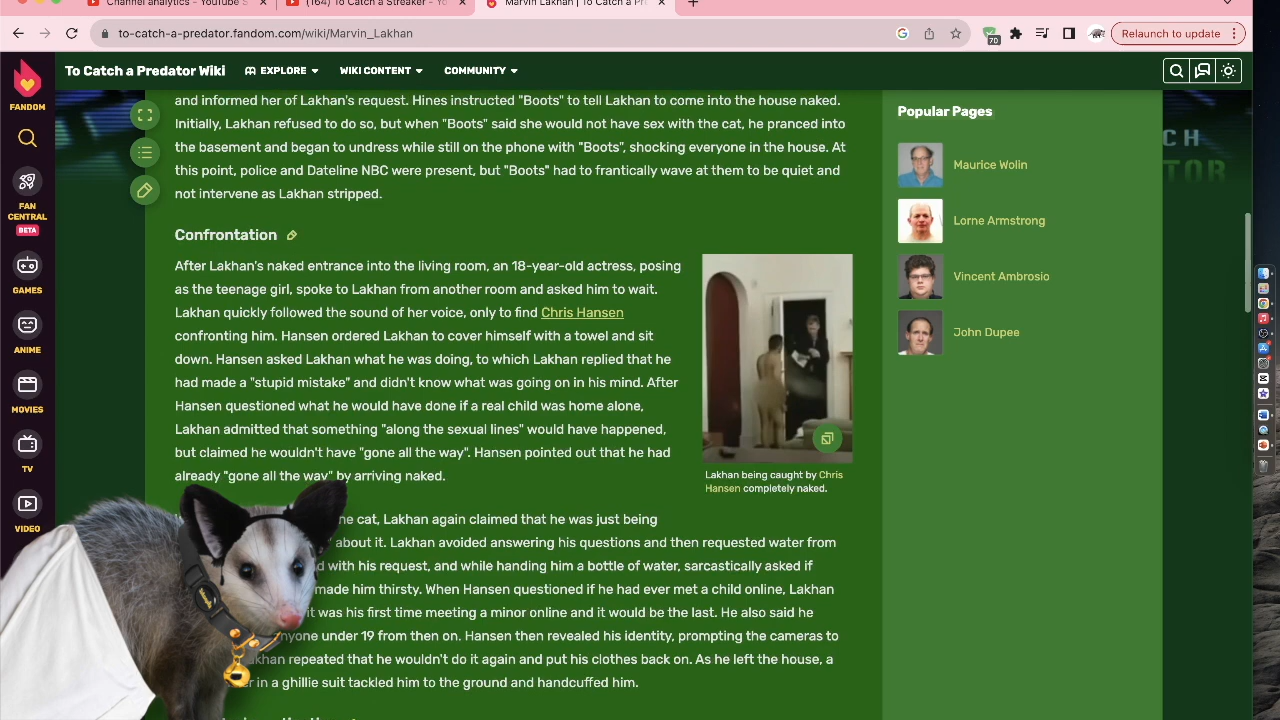 Channel analytics - YouTube S
(164) To Catch a Streaker - Yo
Marvin Lakhan | To Catch a Pr
to-catch-a-predator.fandom.com/wiki/Marvin_Lakhan
70
Relaunch to update
FANDOM
To Catch a Predator Wiki
EXPLORE
WIKI CONTENT
COMMUNITY
FAN
CENTRAL
BETA
GAMES
ANIME
MOVIES
TV
VIDEO
and informed her of Lakhan's request. Hines instructed "Boots" to tell Lakhan to come into the house naked.
Initially, Lakhan refused to do so, but when "Boots" said she would not have sex with the cat, he pranced into
the basement and began to undress while still on the phone with "Boots", shocking everyone in the house. At
this point, police and Dateline NBC were present, but "Boots" had to frantically wave at them to be quiet and
not intervene as Lakhan stripped.
Confrontation
After Lakhan's naked entrance into the living room, an 18-year-old actress, posing
as the teenage girl, spoke to Lakhan from another room and asked him to wait.
Lakhan quickly followed the sound of her voice, only to find Chris Hansen
confronting him. Hansen ordered Lakhan to cover himself with a towel and sit
down. Hansen asked Lakhan what he was doing, to which Lakhan replied that he
had made a "stupid mistake" and didn't know what was going on in his mind. After
Hansen questioned what he would have done if a real child was home alone,
Lakhan admitted that something "along the sexual lines" would have happened,
but claimed he wouldn't have "gone all the way". Hansen pointed out that he had
already "gone all the way" by arriving naked.
Lakhan being caught by Chris
Hansen completely naked.
cat, Lakhan again claimed that he was just being
about it. Lakhan avoided answering his questions and then requested water from
with his request, and while handing him a bottle of water, sarcastically asked if
made him thirsty. When Hansen questioned if he had ever met a child online, Lakhan
it was his first time meeting a minor online and it would be the last. He also said he
under 19 from then on. Hansen then revealed his identity, prompting the cameras to
repeated that he wouldn't do it again and put his clothes back on. As he left the house, a
in a ghillie suit tackled him to the ground and handcuffed him.
Popular Pages
Maurice Wolin
Lorne Armstrong
Vincent Ambrosio
John Dupee
CH
TOR